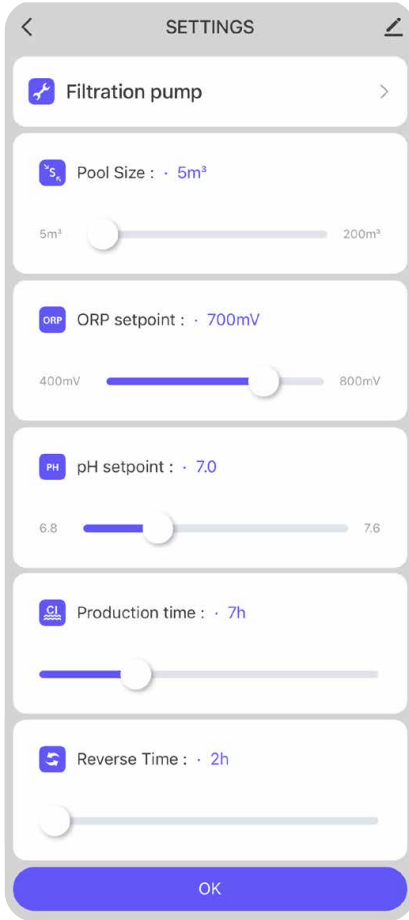 SETTINGS
Filtration pump
S Pool Size : · 5m³
5m³ 200m³
ORP ORP setpoint : · 700mV
400mV 800mV
PH pH setpoint : · 7.0
6.8 7.6
CI Production time : · 7h
Reverse Time : · 2h
OK